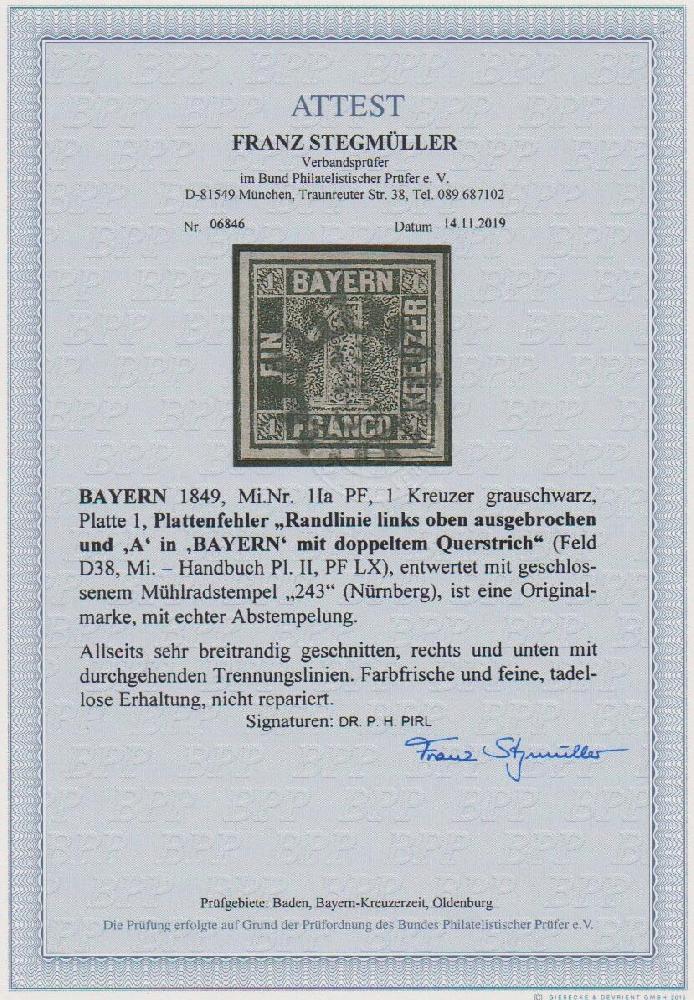 ATTEST
FRANZ STEGMÜLLER
Verbandsprüfer
im Bund Philatelistischer Prüfer e. V.
D-81549 München, Traunreuter Str. 38, Tel. 089 687102
Nr. 06846 Datum 14.11.2019
BAYERN
EIN
KREUZER
FRANCO
BAYERN 1849, Mi.Nr. 1Ia PF, 1 Kreuzer grauschwarz,
Platte 1, Plattenfehler „Randlinie links oben ausgebrochen
und ‚A‘ in ‚BAYERN‘ mit doppeltem Querstrich“ (Feld
D38, Mi. – Handbuch Pl. II, PF LX), entwertet mit geschlos-
senem Mühlradstempel „243“ (Nürnberg), ist eine Original-
marke, mit echter Abstempelung.
Allseits sehr breitrandig geschnitten, rechts und unten mit
durchgehenden Trennungslinien. Farbfrische und feine, tadel-
lose Erhaltung, nicht repariert.
Signaturen: DR. P. H. PIRL
Franz Stegmüller
Prüfgebiete: Baden, Bayern-Kreuzerzeit, Oldenburg
Die Prüfung erfolgte auf Grund der Prüfordnung des Bundes Philatelistischer Prüfer e.V.
(C) GIESECKE & DEVRIENT GMBH